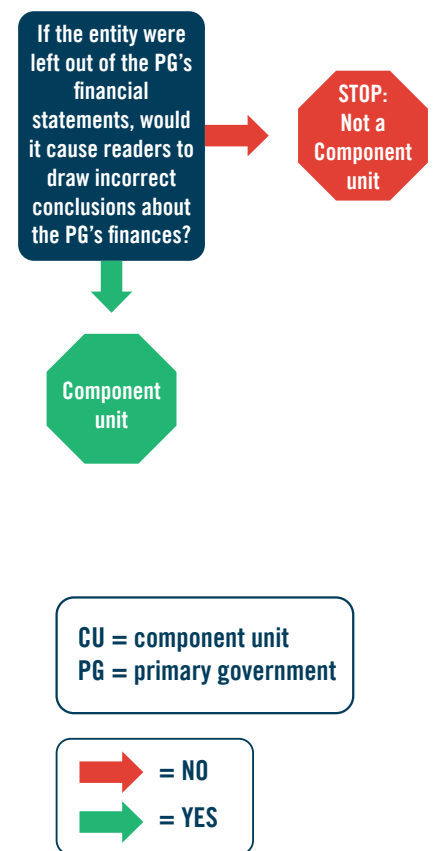 If the entity were
left out of the PG's
financial
statements, would
it cause readers to
draw incorrect
conclusions about
the PG's finances?
STOP:
Not a
Component
unit
Component
unit
CU = component unit
PG = primary government
= NO
= YES